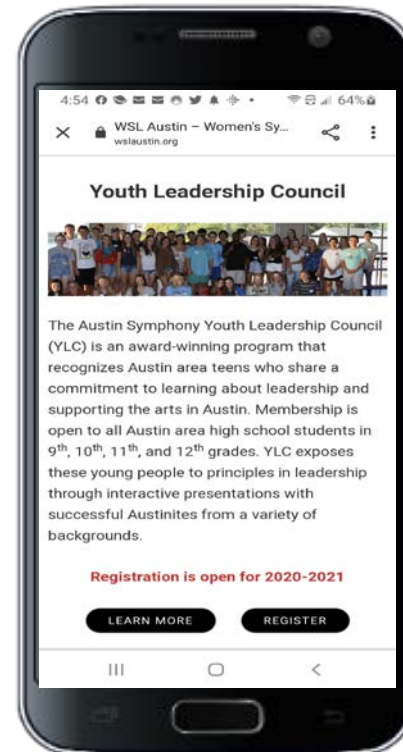 4:54 64%
WSL Austin – Women's Sy...
wslaustin.org
Youth Leadership Council
The Austin Symphony Youth Leadership Council
(YLC) is an award-winning program that
recognizes Austin area teens who share a
commitment to learning about leadership and
supporting the arts in Austin. Membership is
open to all Austin area high school students in
9th, 10th, 11th, and 12th grades. YLC exposes
these young people to principles in leadership
through interactive presentations with
successful Austinites from a variety of
backgrounds.
Registration is open for 2020-2021
LEARN MORE REGISTER